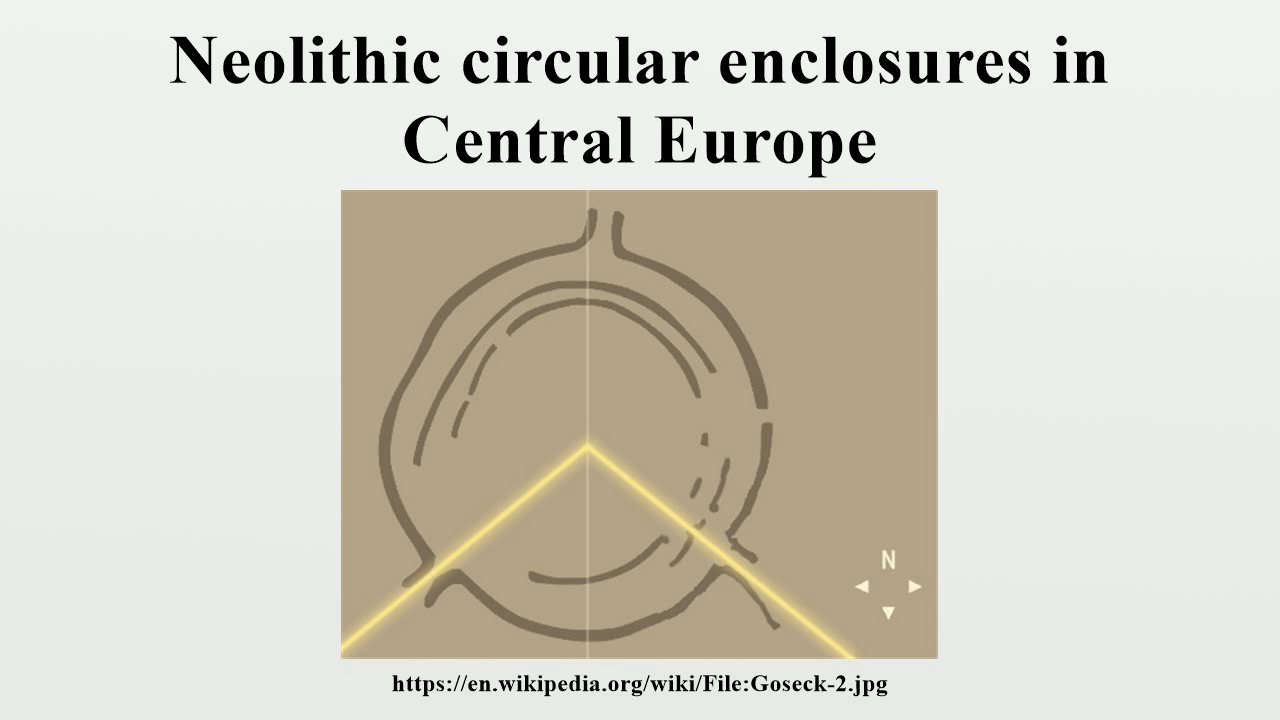 Neolithic circular enclosures in
Central Europe
N
https://en.wikipedia.org/wiki/File:Goseck-2.jpg